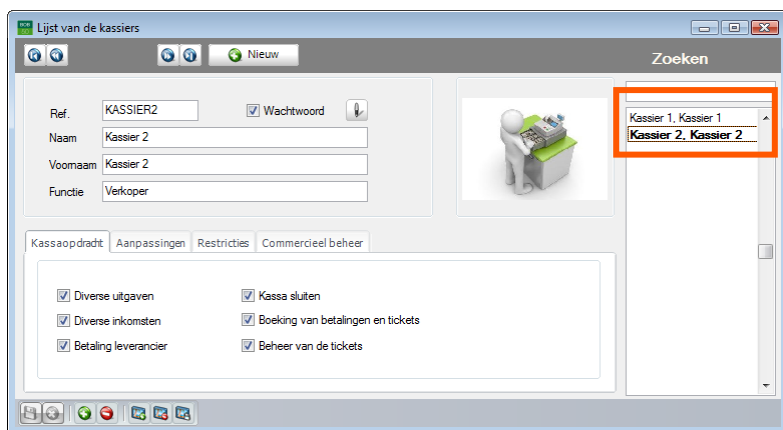 Lijst van de kassiers
Nieuw
Zoeken
Ref. KASSIER2 Wachtwoord
Naam Kassier 2
Voornaam Kassier 2
Functie Verkoper
Kassier 1, Kassier 1
Kassier 2, Kassier 2
Kassaopdracht Aanpassingen Restricties Commercieel beheer
Diverse uitgaven Kassa sluiten
Diverse inkomsten Boeking van betalingen en tickets
Betaling leverancier Beheer van de tickets